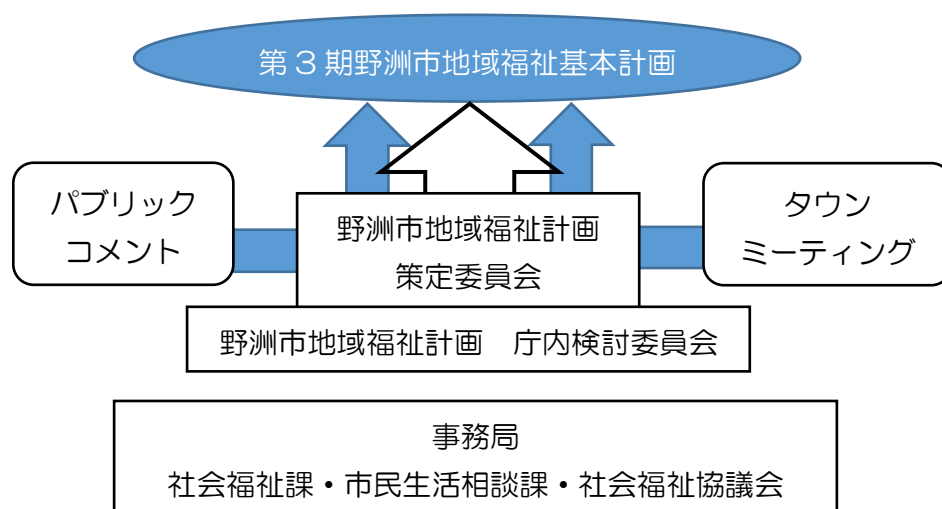 第3期野洲市地域福祉基本計画
パブリック
コメント
野洲市地域福祉計画
策定委員会
タウン
ミーティング
野洲市地域福祉計画　庁内検討委員会
事務局
社会福祉課・市民生活相談課・社会福祉協議会